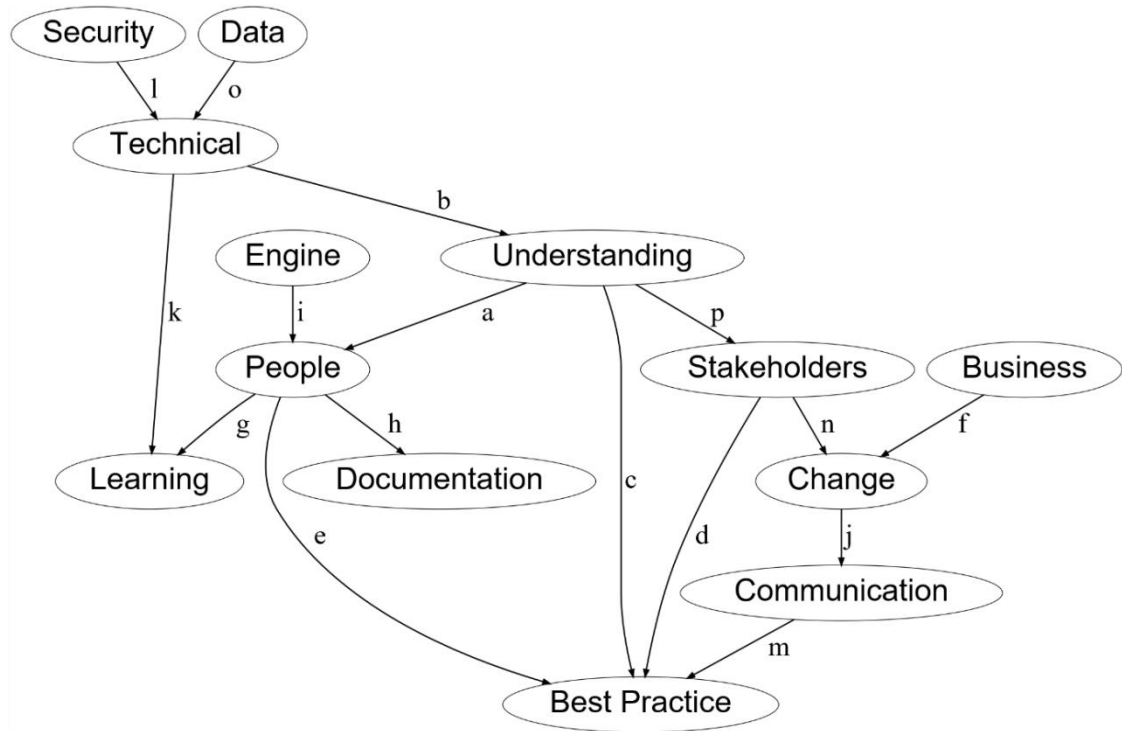 Security
Data
l
o
Technical
b
Engine
Understanding
k
i
a
p
People
Stakeholders
Business
g
h
n
f
Learning
Documentation
c
Change
e
d
j
Communication
m
Best Practice